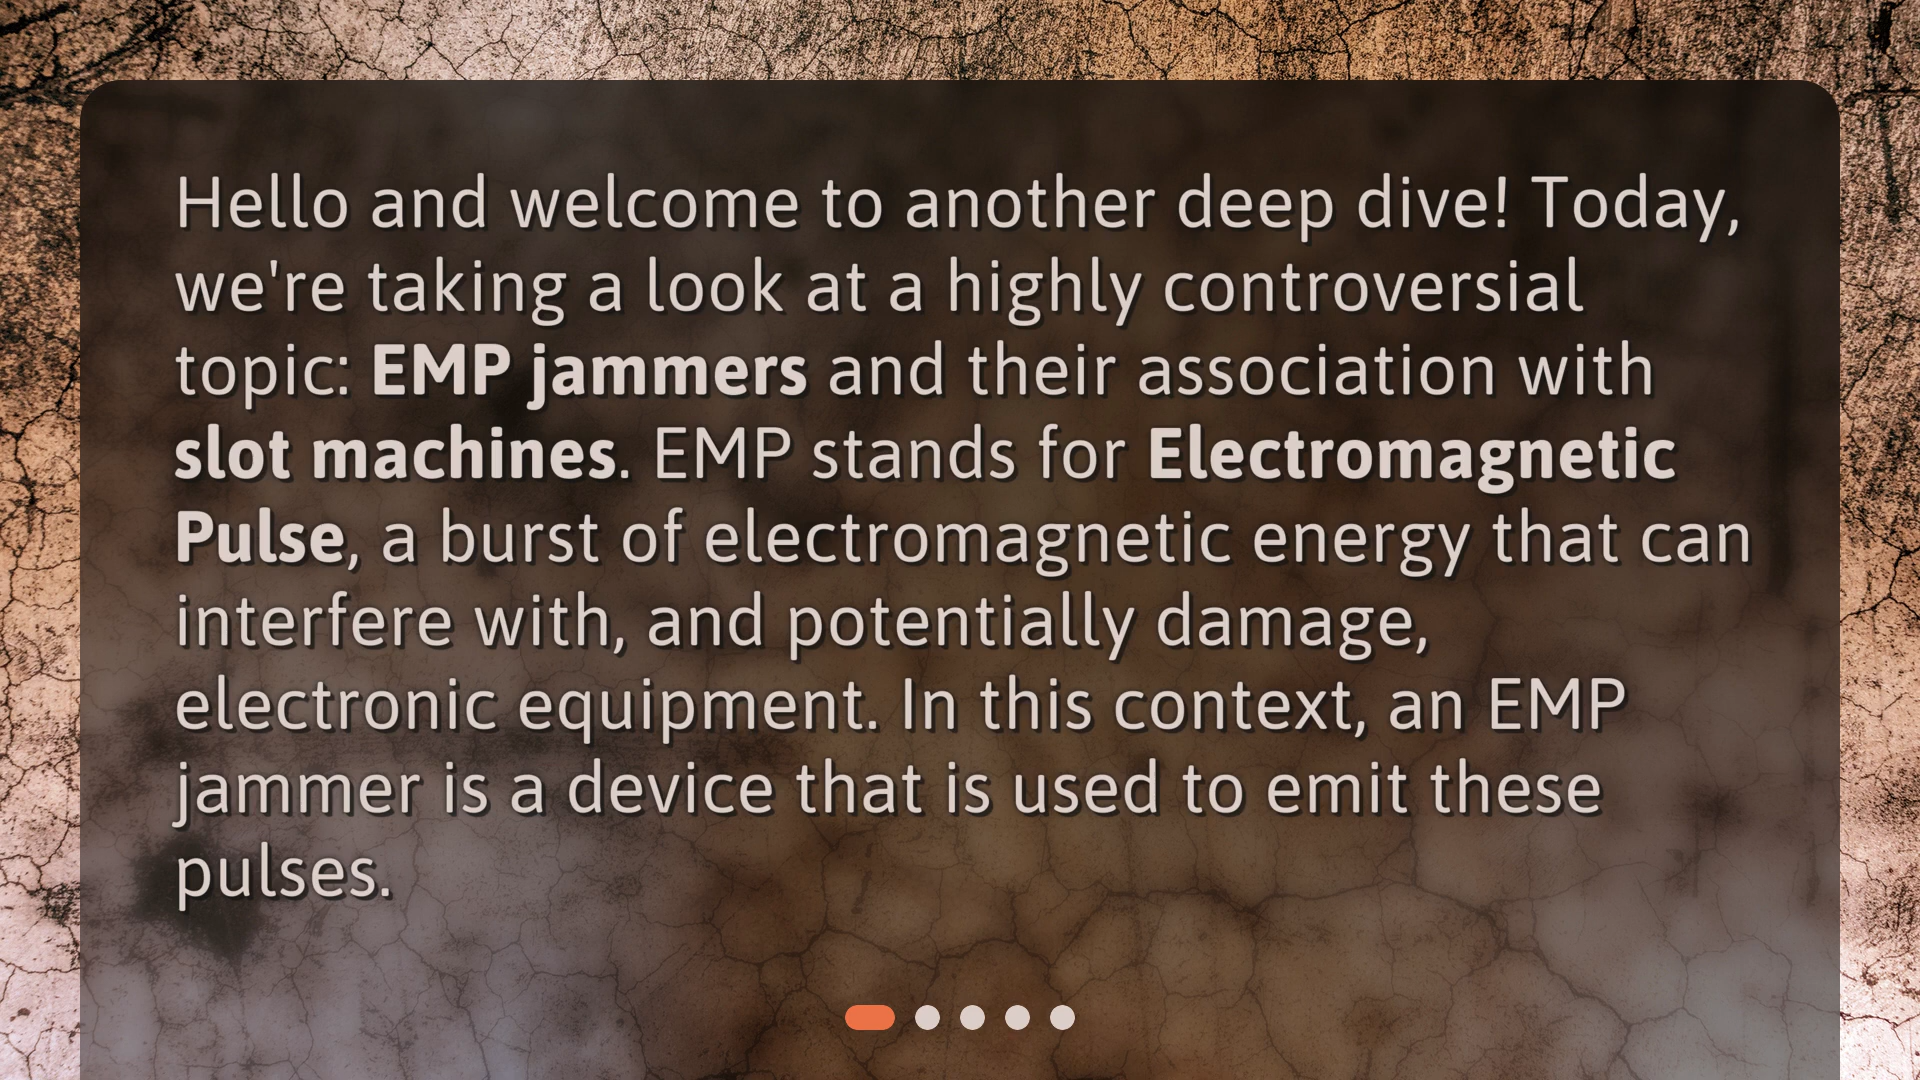 Hello and welcome to another deep dive! Today,
we're taking a look at a highly controversial
topic: EMP jammers and their association with
slot machines. EMP stands for Electromagnetic
Pulse, a burst of electromagnetic energy that can
interfere with, and potentially damage,
electronic equipment. In this context, an EMP
jammer is a device that is used to emit these
pulses.